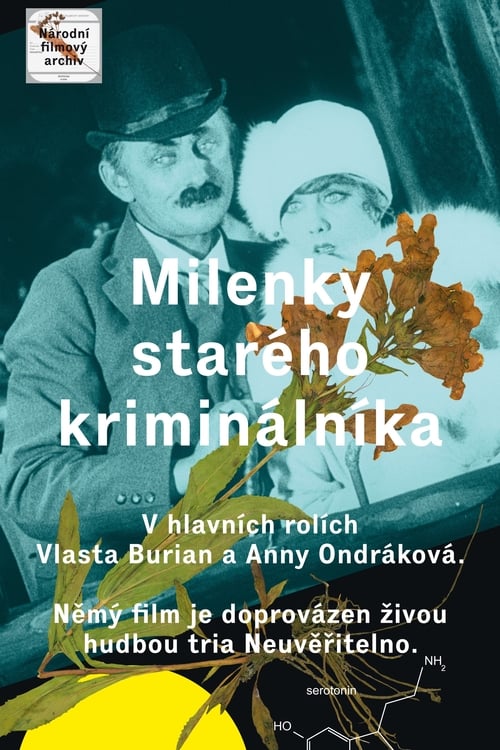 Národní
filmový
archiv
Milenky
starého
kriminálníka
V hlavních rolích
Vlasta Burian a Anny Ondráková.
Němý film je doprovázen živou
hudbou tria Neuvěřitelno.
NH2
serotonin
HO